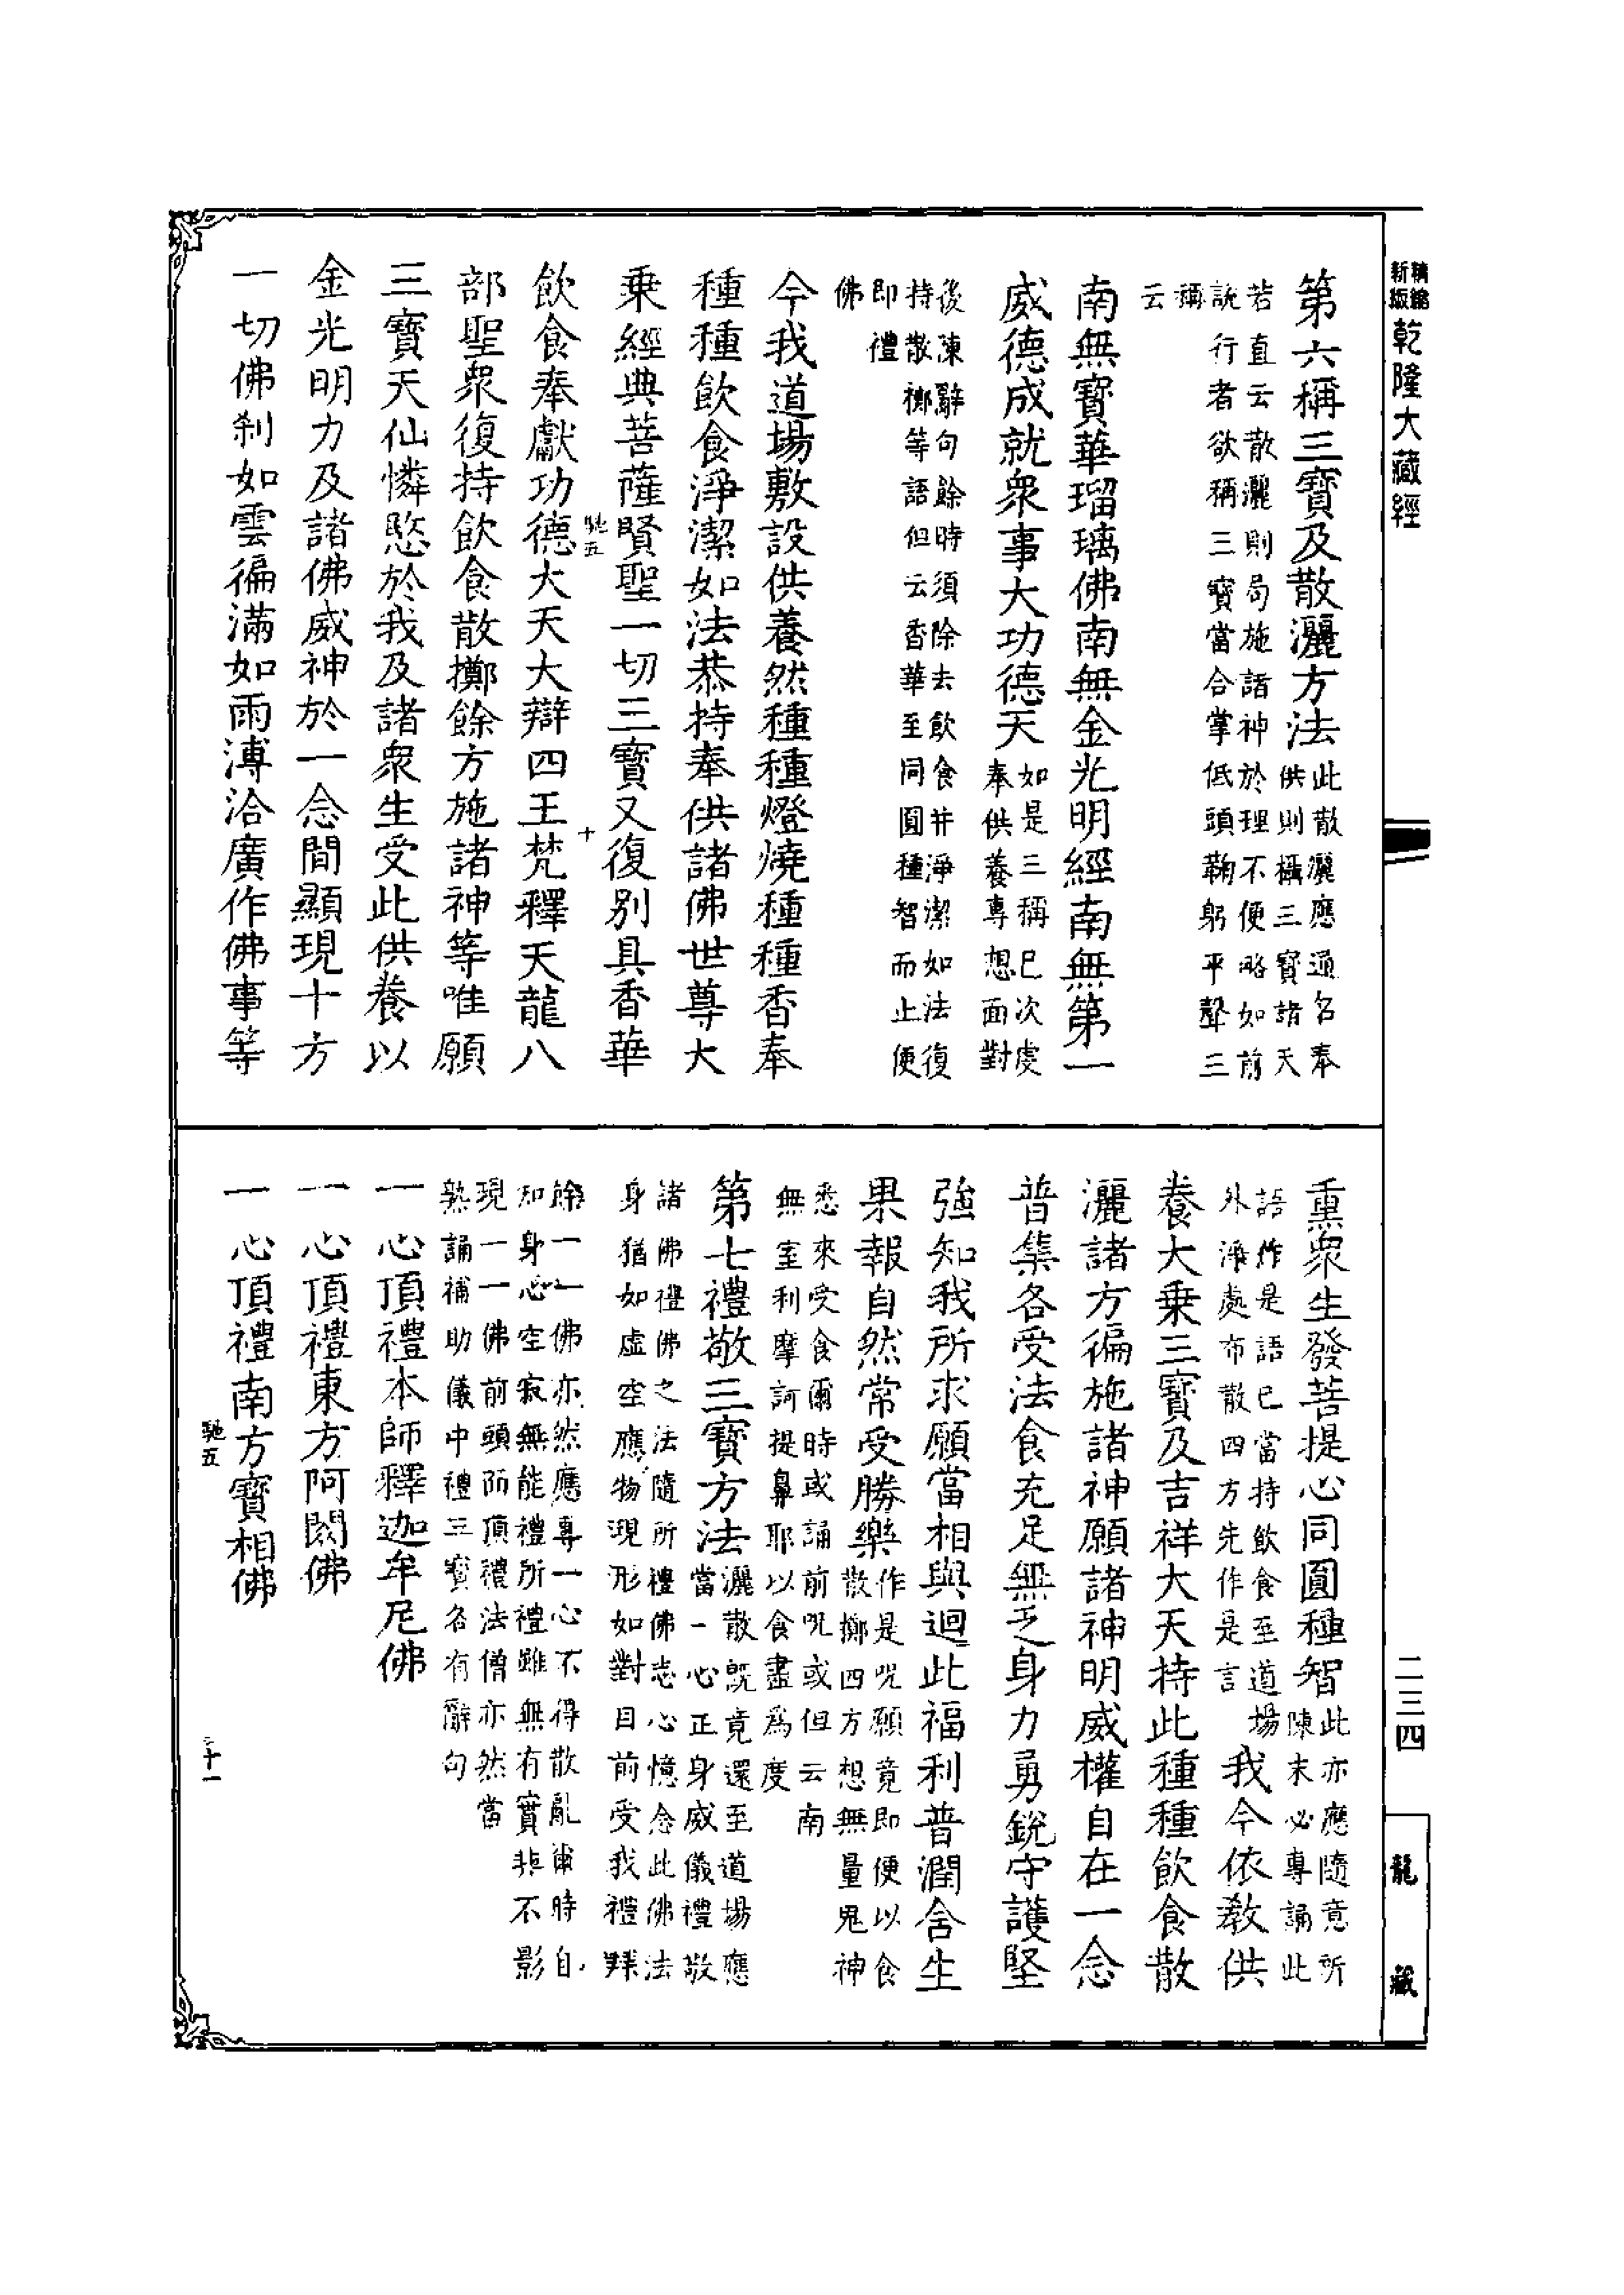 新版精縮
乾隆大藏經
第六稱三寶及散灑方法此散灑應通名奉供則攝三寶諸天
若直云散灑則局施諸神於理不便略如前說行者欲稱三寶當合掌低頭鞠躬平聲三稱云
南無寶華瑠璃佛南無金光明經南無第一
威德成就衆事大功德天如是三稱已次虔奉供養專想面對
後陳辭句餘時須除去飲食并淨潔如法復持散擲等語但云香華至同圓種智而止便即禮佛
今我道場敷設供養然種種燈燒種種香奉
種種飲食淨潔如法恭持奉供諸佛世尊大
乘經典菩薩賢聖一切三寶又復別具香華
馳五
十
飲食奉獻功德大天大辯四王梵釋天龍八
部聖衆復持飲食散擲餘方施諸神等唯願
三寶天仙憐愍於我及諸衆生受此供養以
金光明力及諸佛威神於一念間顯現十方
一切佛刹如雲徧滿如雨溥洽廣作佛事等
熏衆生發菩提心同圓種智此亦應隨意所陳末必專誦此
語作是語已當持飲食至道場外淨處布散四方先作是言我今依教供
養大乘三寶及吉祥大天持此種種飲食散
灑諸方徧施諸神願諸神明威權自在一念
普集各受法食充足無乏身力勇銳守護堅
強知我所求願當相與迴此福利普潤含生
果報自然常受勝樂作是呪願竟即便以食散擲四方想無量鬼神
悉來受食爾時或誦前呪或但云南無室利摩訶提鼻耶以食盡爲度
第七禮敬三寶方法灑散旣竟還至道場應當一心正身威儀禮敬
諸佛禮佛之法隨所禮佛志心憶念此佛法身猶如虛空應物現形如對目前受我禮拜
餘一一佛亦然應專一心不得散亂爾時自知身心空寂無能禮所禮雖無有實非不影
現一一佛前頭面頂禮法僧亦然當熟誦補助儀中禮三寶各有辭句
一心頂禮本師釋迦牟尼佛
一心頂禮東方阿閦佛
一心頂禮南方寶相佛
馳五
十一
二三四
龍藏